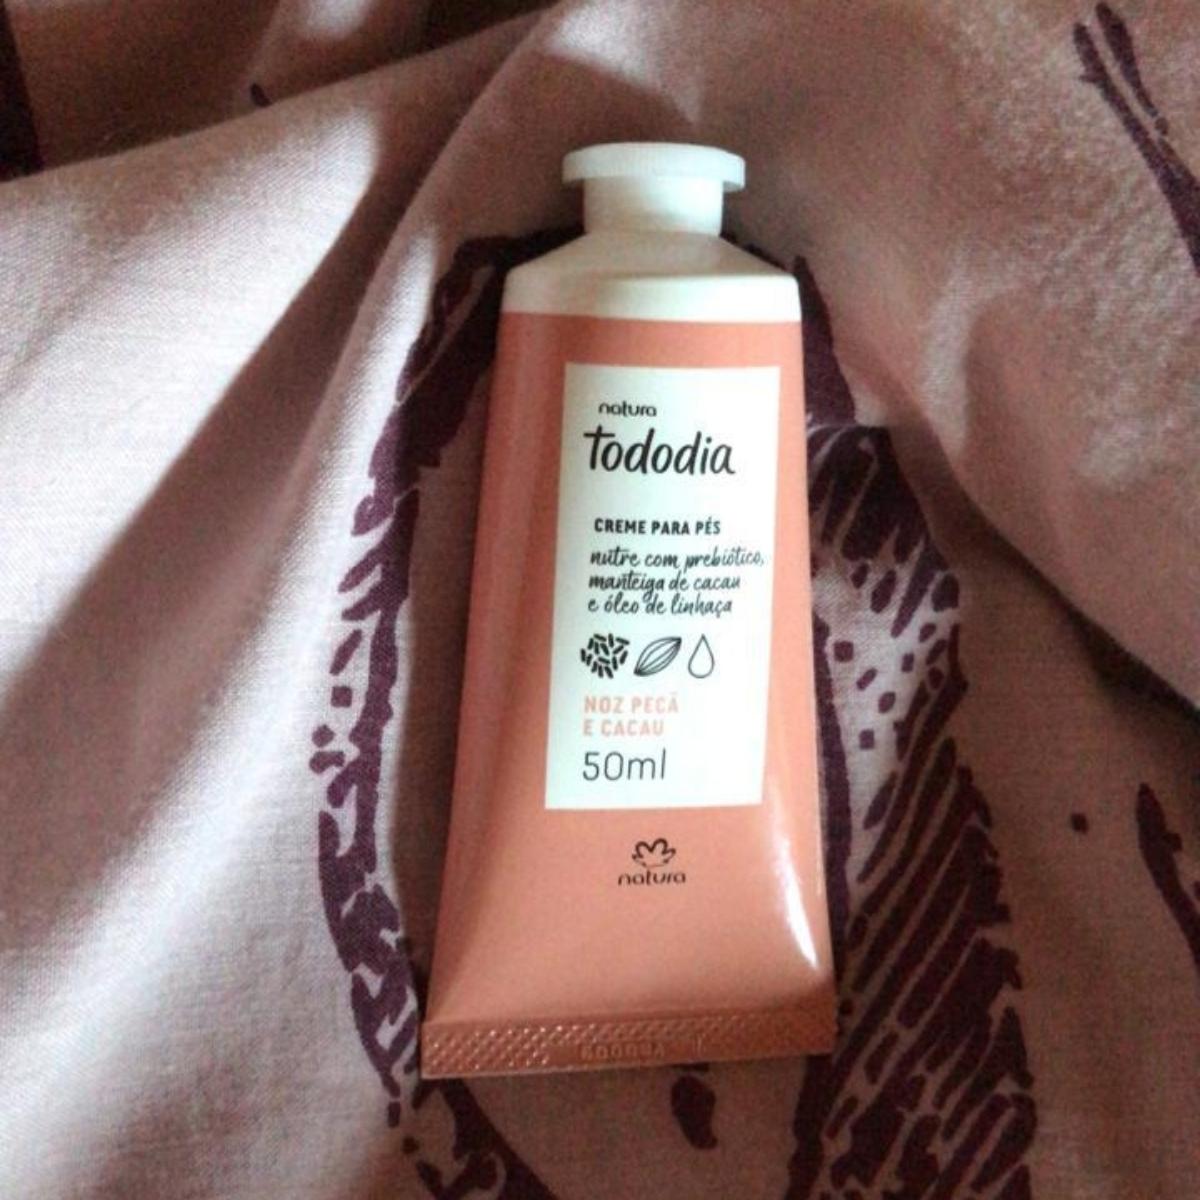 natura
Tododia
CREME PARA PÉS
nutre com prebiótico,
manteiga de cacau
e óleo de linhaça
NOZ PECÃ
E CACAU
50ml
natura